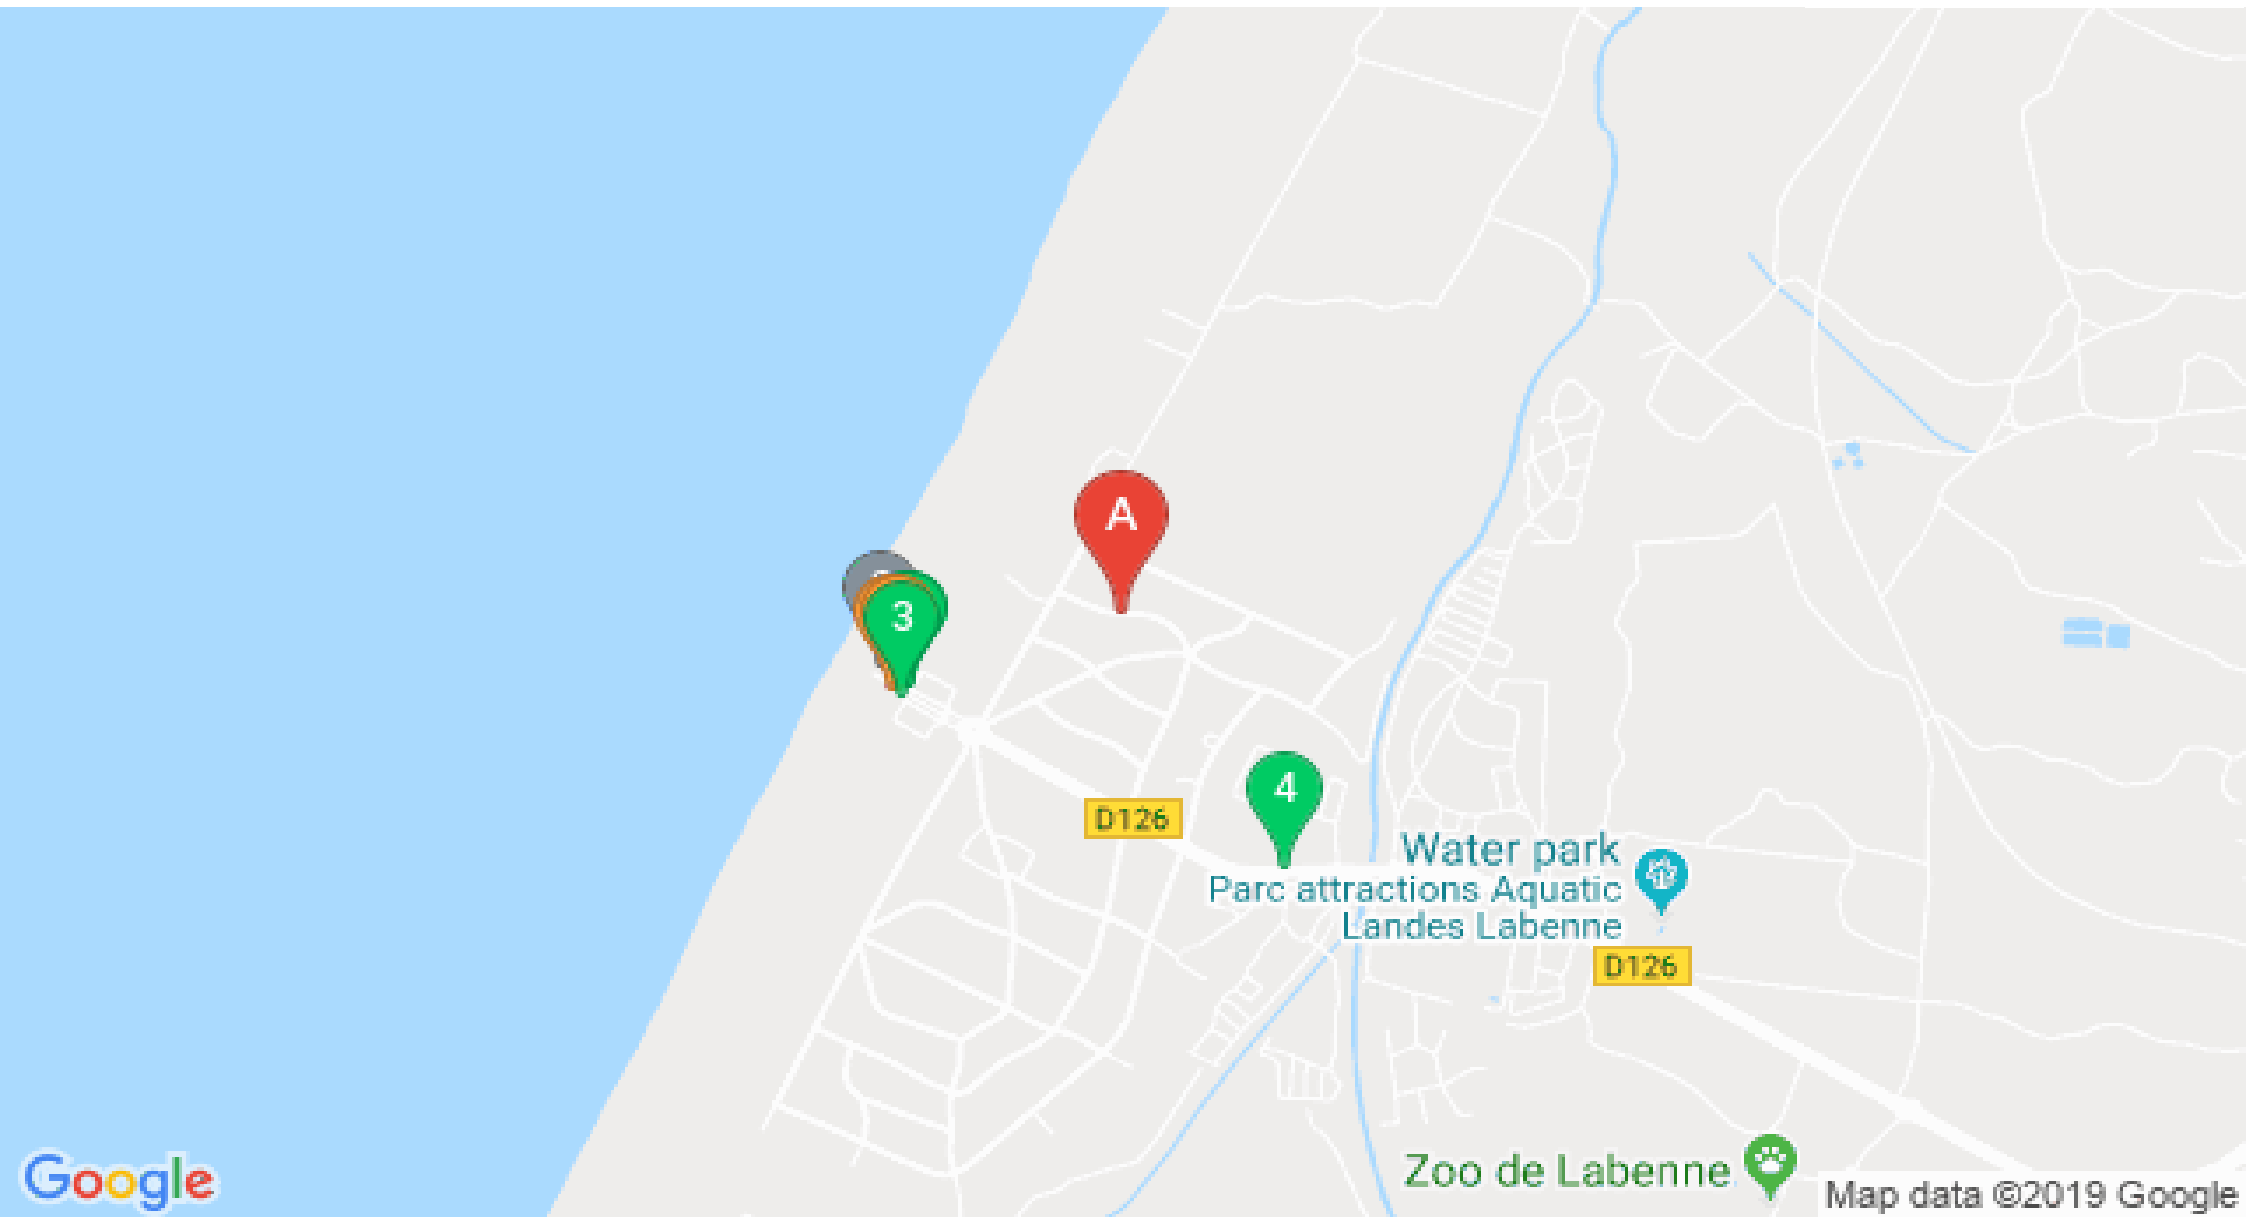 A
3
4
D126
Water park
Parc attractions Aquatic
Landes Labenne
D126
Zoo de Labenne
Google
Map data ©2019 Google